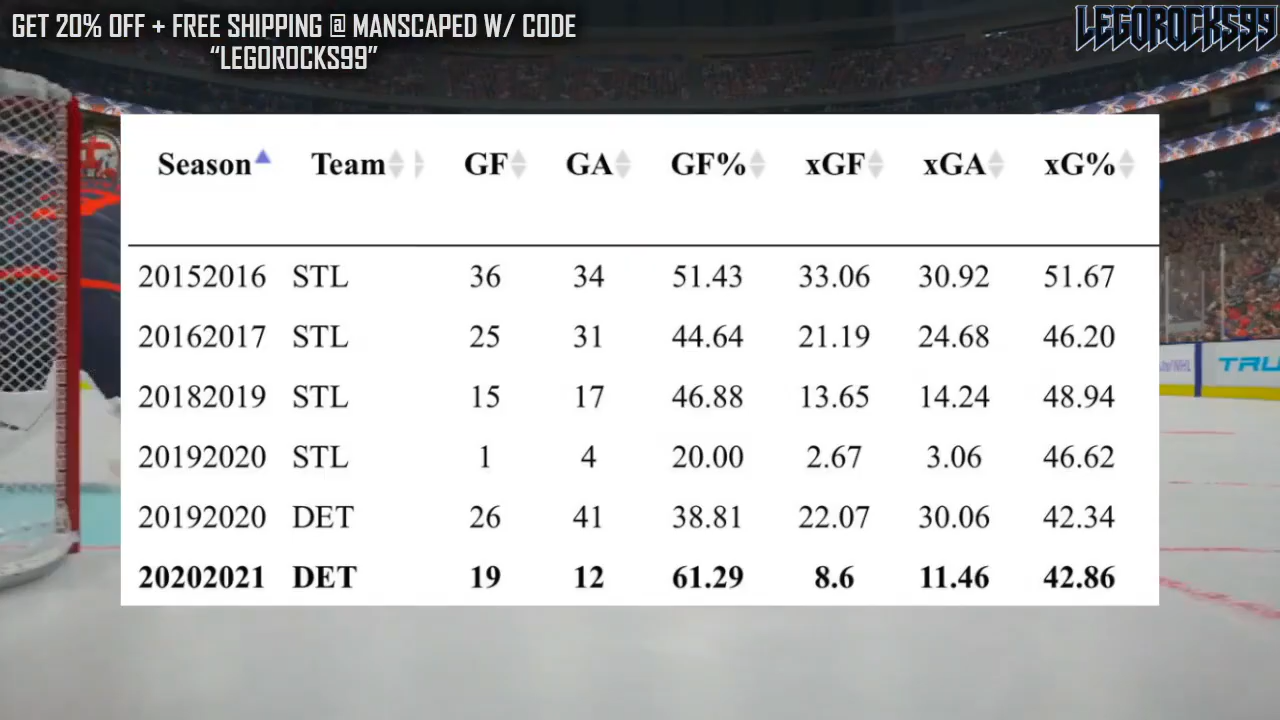 GET 20% OFF + FREE SHIPPING @ MANSCAPED W/ CODE
“LEGOROCKS99”
LEGOROCKS99
Season Team GF GA GF% xGF xGA xG%
20152016 STL 36 34 51.43 33.06 30.92 51.67
20162017 STL 25 31 44.64 21.19 24.68 46.20
20182019 STL 15 17 46.88 13.65 14.24 48.94
20192020 STL 1 4 20.00 2.67 3.06 46.62
20192020 DET 26 41 38.81 22.07 30.06 42.34
20202021 DET 19 12 61.29 8.6 11.46 42.86
TRU